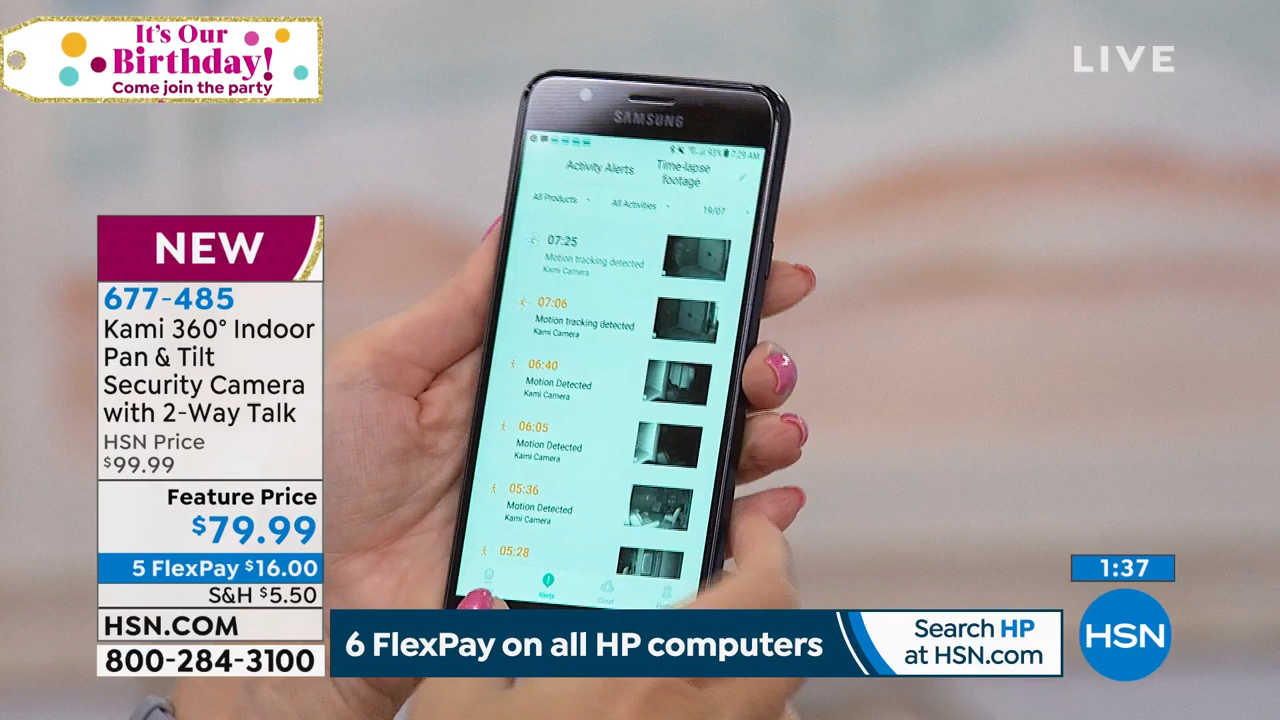 It's Our
Birthday!
Come join the party
LIVE
NEW
677-485
Kami 360° Indoor
Pan & Tilt
Security Camera
with 2-Way Talk
HSN Price
$99.99
Feature Price
$79.99
5 FlexPay $16.00
S&H $5.50
HSN.COM
800-284-3100
SAMSUNG
93% 7:29 AM
Activity Alerts
Time-lapse
footage
All Products
All Activities
19/07
07:25
Motion tracking detected
Kami Camera
07:06
Motion tracking detected
Kami Camera
06:40
Motion Detected
Kami Camera
06:05
Motion Detected
Kami Camera
05:36
Motion Detected
Kami Camera
05:28
Alerts
Cloud
6 FlexPay on all HP computers
Search HP
at HSN.com
1:37
HSN